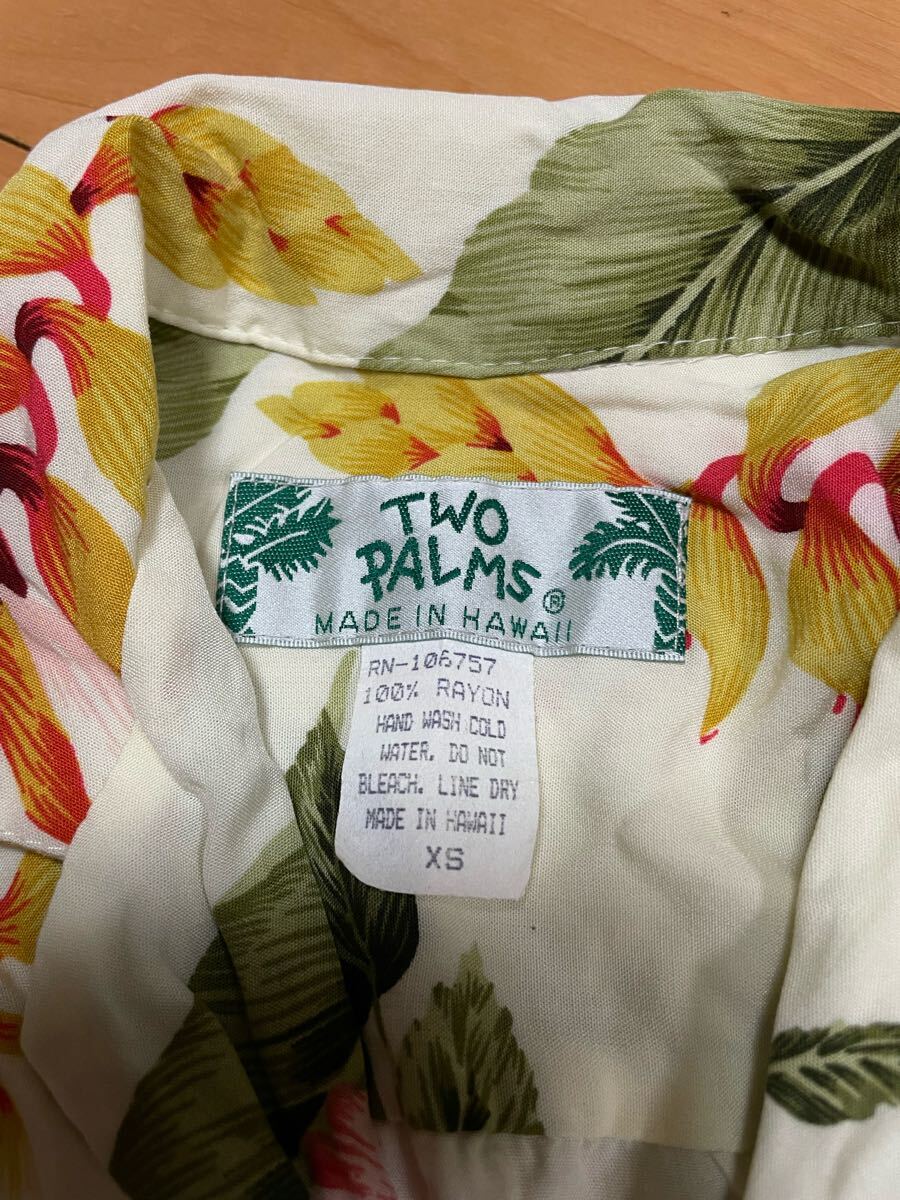 TWO
PALMS®
MADE IN HAWAII
RN-106757
100% RAYON
HAND WASH COLD
WATER. DO NOT
BLEACH. LINE DRY
MADE IN HAWAII
XS